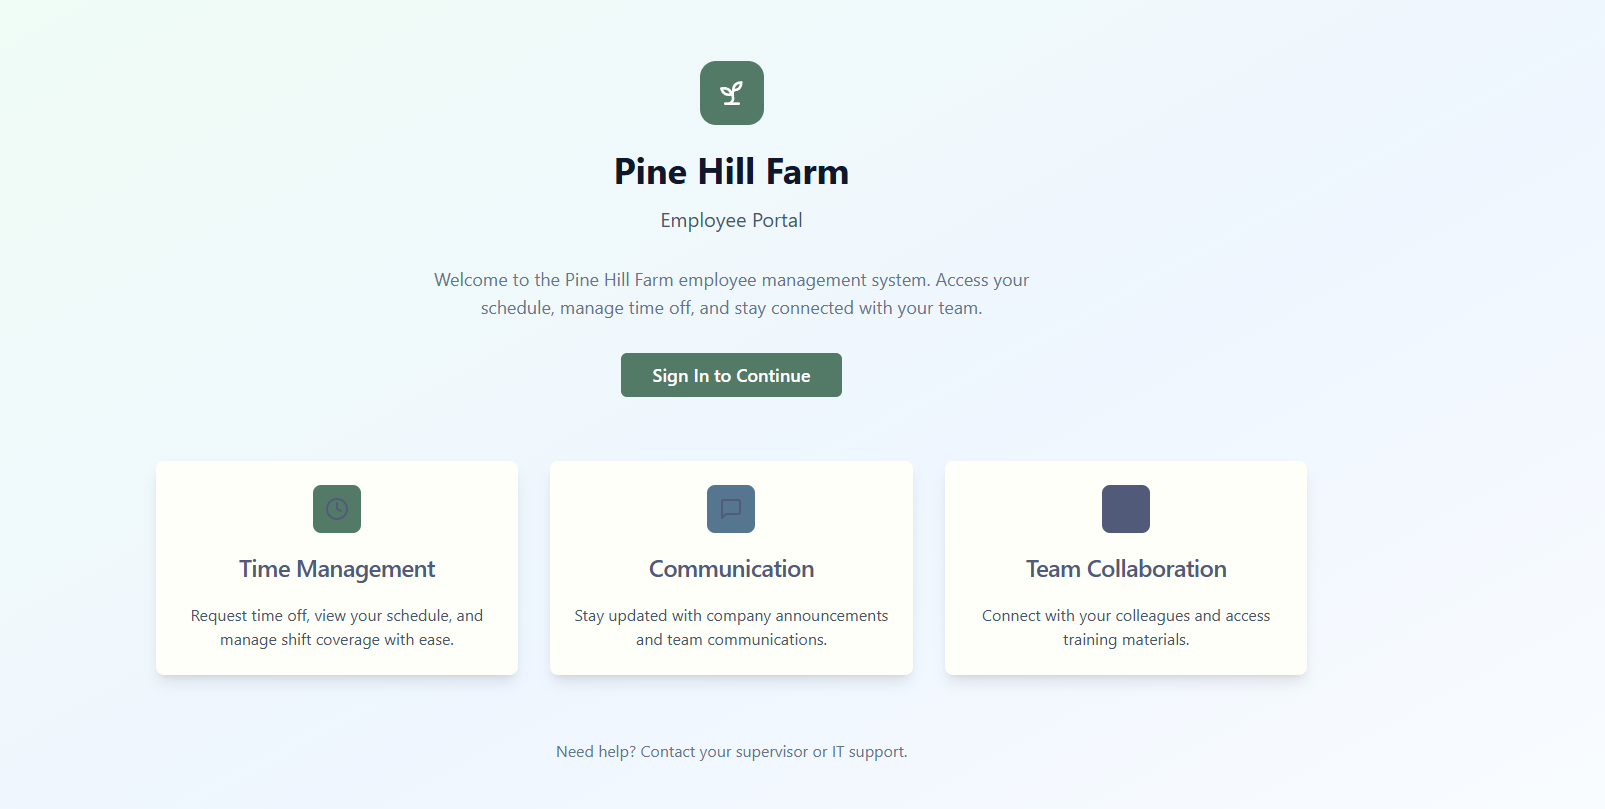 Pine Hill Farm
Employee Portal
Welcome to the Pine Hill Farm employee management system. Access your
schedule, manage time off, and stay connected with your team.
Sign In to Continue
Time Management
Request time off, view your schedule, and
manage shift coverage with ease.
Communication
Stay updated with company announcements
and team communications.
Team Collaboration
Connect with your colleagues and access
training materials.
Need help? Contact your supervisor or IT support.